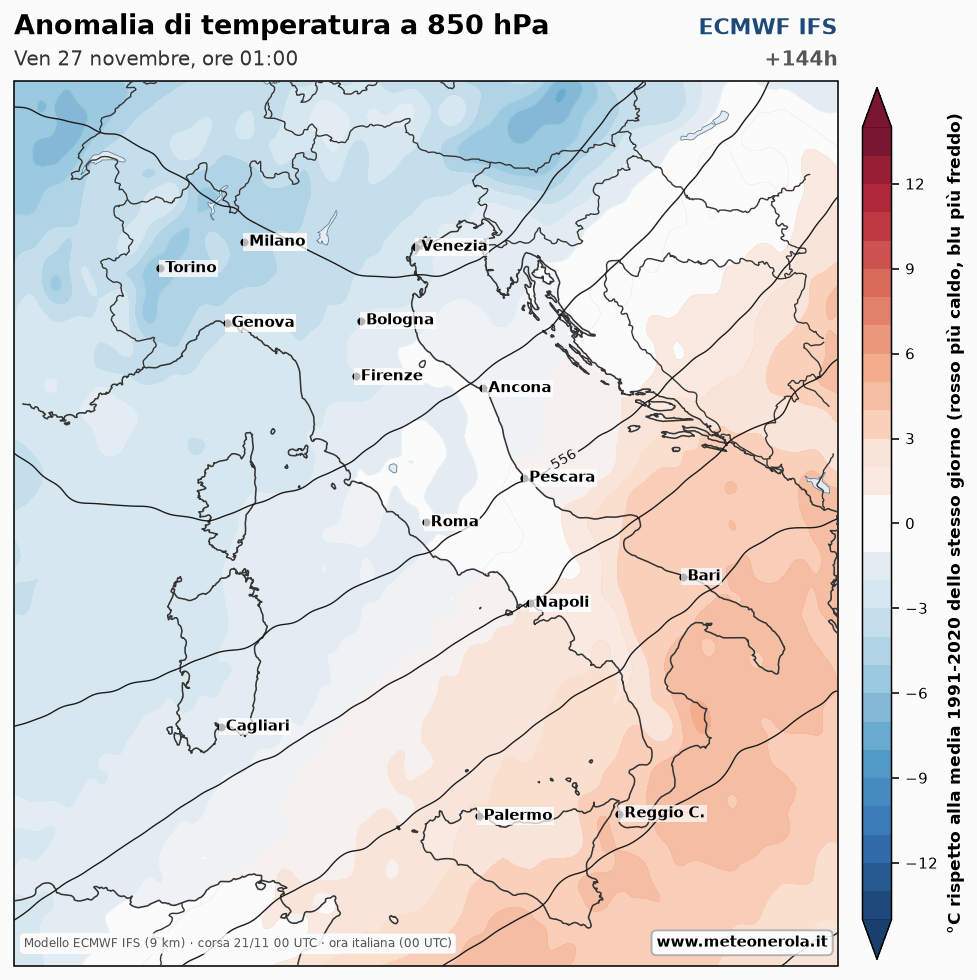 Anomalia di temperatura a 850 hPa
ECMWF IFS
Ven 27 novembre, ore 01:00
+144h
Milano
Venezia
Torino
Genova
Bologna
Firenze
Ancona
556
Pescara
Roma
Bari
Napoli
Cagliari
Palermo
Reggio C.
12
9
6
3
0
−3
−6
−9
−12
°C rispetto alla media 1991-2020 dello stesso giorno (rosso più caldo, blu più freddo)
Modello ECMWF IFS (9 km) · corsa 21/11 00 UTC · ora italiana (00 UTC)
www.meteonerola.it